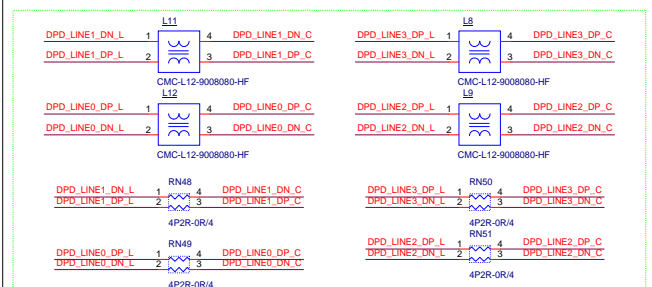 L11 L8
DPD_LINE1_DN_L 1 4 DPD_LINE1_DN_C DPD_LINE3_DP_L 1 4 DPD_LINE3_DP_C
DPD_LINE1_DP_L 2 3 DPD_LINE1_DP_C DPD_LINE3_DN_L 2 3 DPD_LINE3_DN_C
CMC-L12-9008080-HF CMC-L12-9008080-HF
L12 L9
DPD_LINE0_DP_L 1 4 DPD_LINE0_DP_C DPD_LINE2_DP_L 1 4 DPD_LINE2_DP_C
DPD_LINE0_DN_L 2 3 DPD_LINE0_DN_C DPD_LINE2_DN_L 2 3 DPD_LINE2_DN_C
CMC-L12-9008080-HF CMC-L12-9008080-HF
RN48 RN50
DPD_LINE1_DN_L 1 4 DPD_LINE1_DN_C DPD_LINE3_DP_L 1 4 DPD_LINE3_DP_C
DPD_LINE1_DP_L 2 3 DPD_LINE1_DP_C DPD_LINE3_DN_L 2 3 DPD_LINE3_DN_C
4P2R-0R/4 4P2R-0R/4
RN49 RN51
DPD_LINE0_DP_L 1 4 DPD_LINE0_DP_C DPD_LINE2_DP_L 1 4 DPD_LINE2_DP_C
DPD_LINE0_DN_L 2 3 DPD_LINE0_DN_C DPD_LINE2_DN_L 2 3 DPD_LINE2_DN_C
4P2R-0R/4 4P2R-0R/4